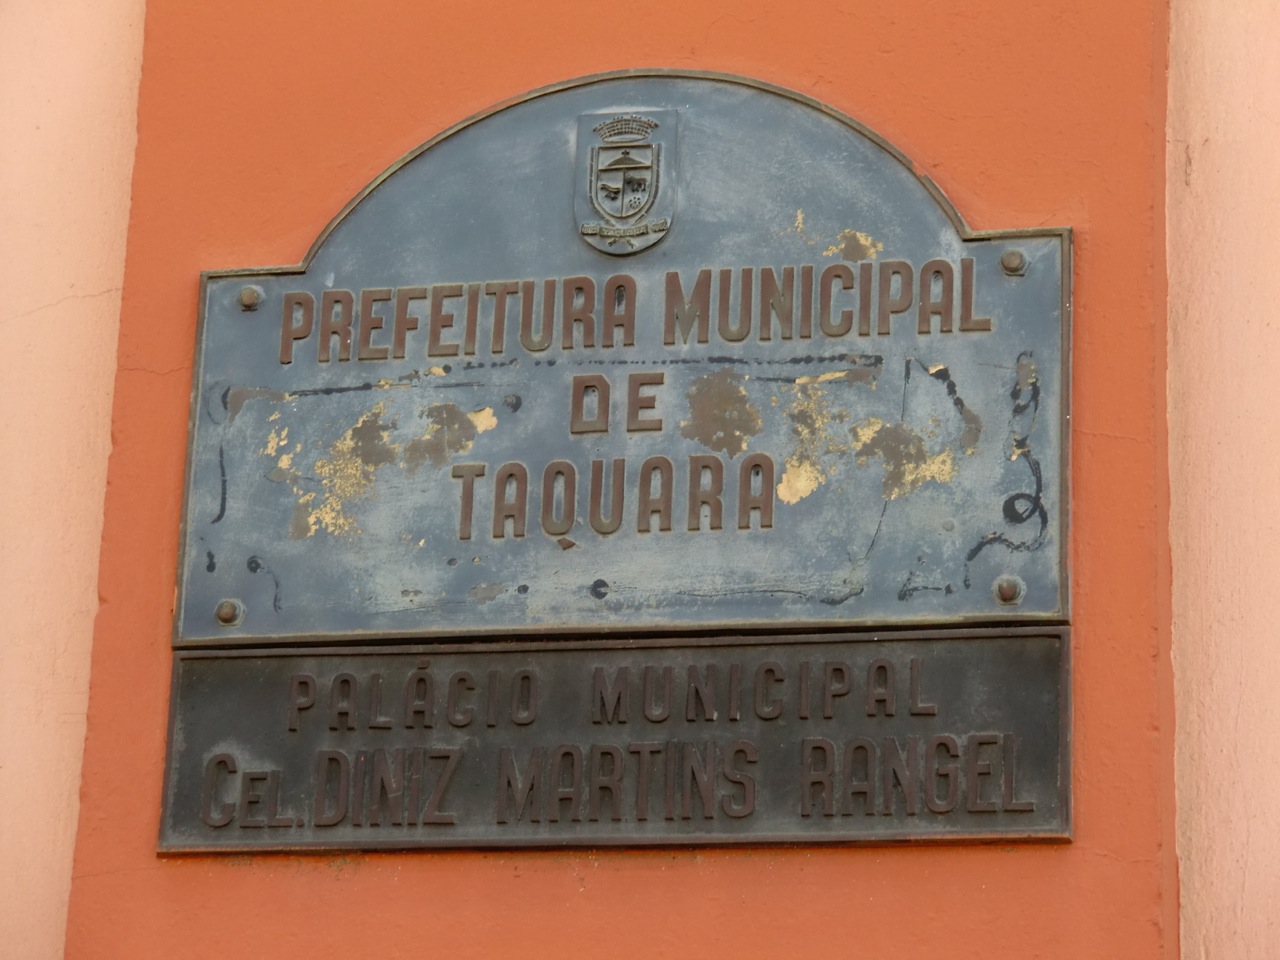 PREFEITURA MUNICIPAL
DE
TAQUARA
PALÁCIO MUNICIPAL
CEL. DINIZ MARTINS RANGEL